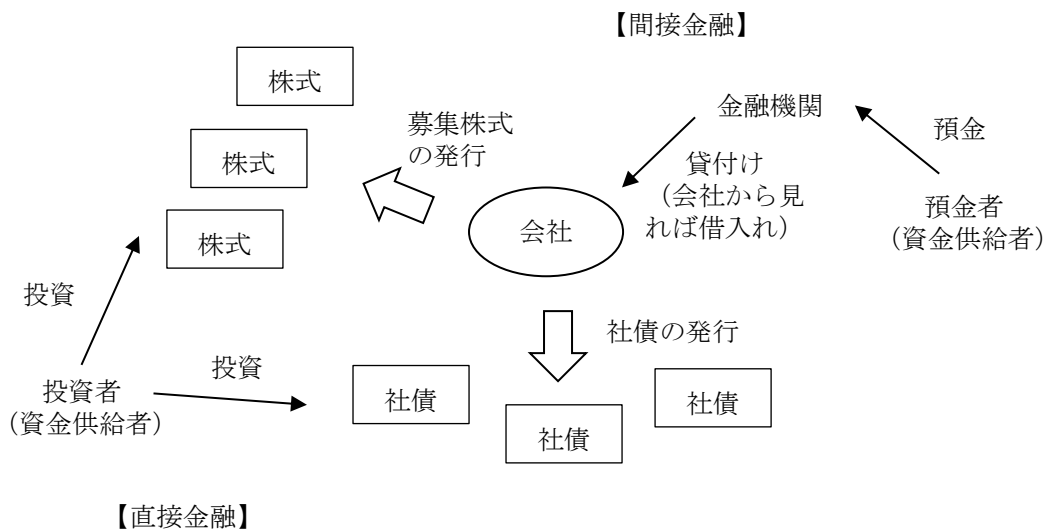 【間接金融】
株式
株式
株式
募集株式
の発行
金融機関
預金
貸付け
（会社から見
れば借入れ）
預金者
（資金供給者）
会社
投資
社債の発行
投資
投資者
（資金供給者）
社債
社債
社債
【直接金融】